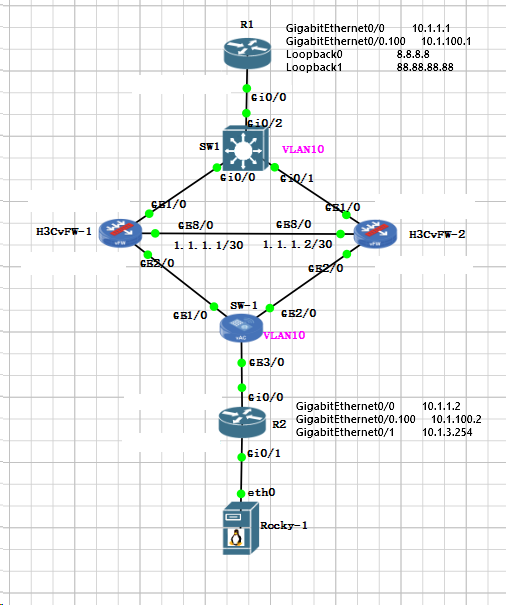 R1
GigabitEthernet0/0 10.1.1.1
GigabitEthernet0/0.100 10.1.100.1
Loopback0 8.8.8.8
Loopback1 88.88.88.88
Gi0/0
Gi0/2
SW1
VLAN10
Gi0/0
Gi0/1
GE1/0
GE1/0
H3CvFW-1
GE8/0
GE8/0
H3CvFW-2
vFW
vFW
1.1.1.1/30
1.1.1.2/30
GE2/0
GE2/0
SW-1
GE1/0
GE2/0
vAC
VLAN10
GE3/0
Gi0/0
GigabitEthernet0/0 10.1.1.2
GigabitEthernet0/0.100 10.1.100.2
GigabitEthernet0/1 10.1.3.254
R2
Gi0/1
eth0
Rocky-1